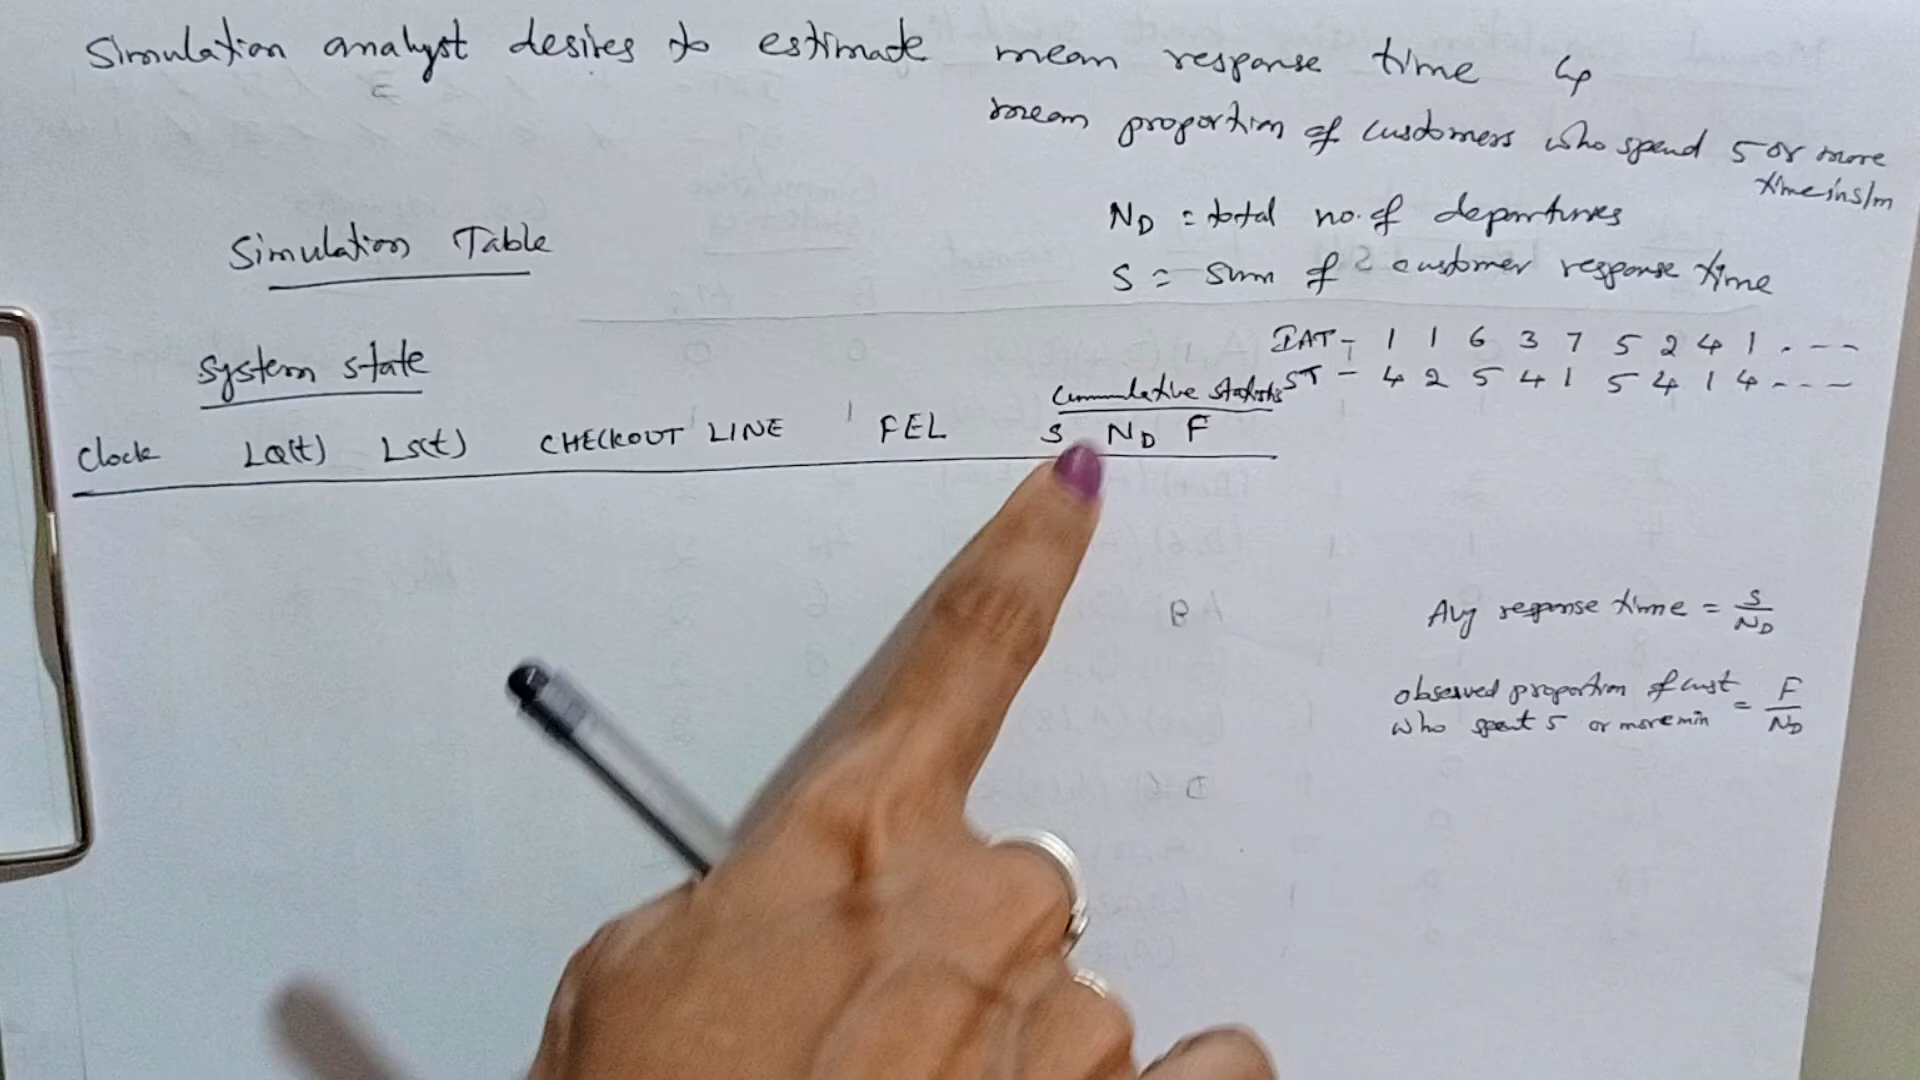 Simulation analyst desires to estimate mean response time &
mean proportion of customers who spend 5 or more
time in s/m
ND = total no. of departures
S = sum of customer response time
Simulation Table
IAT - 1 1 6 3 7 5 2 4 1 . - - -
ST - 4 2 5 4 1 5 4 1 4 - - - -
System state
Cummulative statistics
Clock LQ(t) LS(t) CHECKOUT LINE FEL S ND F
Avg response time = S/ND
observed proportion of cust
who spent 5 or more min = F/ND